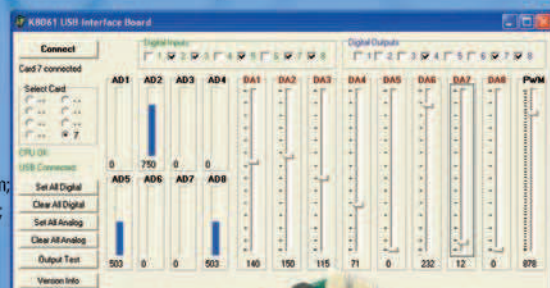 K8061 USB Interface Board
Connect
Card 7 connected
Select Card
7
CPU OK
USB Connected
Set All Digital
Clear All Digital
Set All Analog
Clear All Analog
Output Test
Version Info
Digital Inputs
1 2 3 4 5 6 7 8
Digital Outputs
1 2 3 4 5 6 7 8
AD1 AD2 AD3 AD4 DA1 DA2 DA3 DA4 DA5 DA6 DA7 DA8 PWM
0 750 0 0
AD5 AD6 AD7 AD8
503 0 0 503 140 150 115 71 0 232 12 0 878